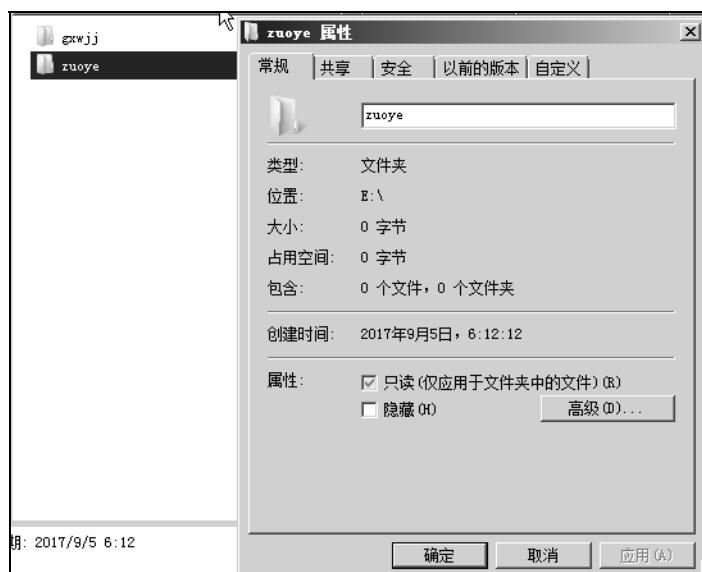 gxwjj
zuoye
zuoye 属性
常规 共享 安全 以前的版本 自定义
zuoye
类型: 文件夹
位置: E:\
大小: 0 字节
占用空间: 0 字节
包含: 0 个文件，0 个文件夹
创建时间: 2017年9月5日，6:12:12
属性: 只读(仅应用于文件夹中的文件)(R)
隐藏(H) 高级(D)...
期: 2017/9/5 6:12
确定 取消 应用(A)